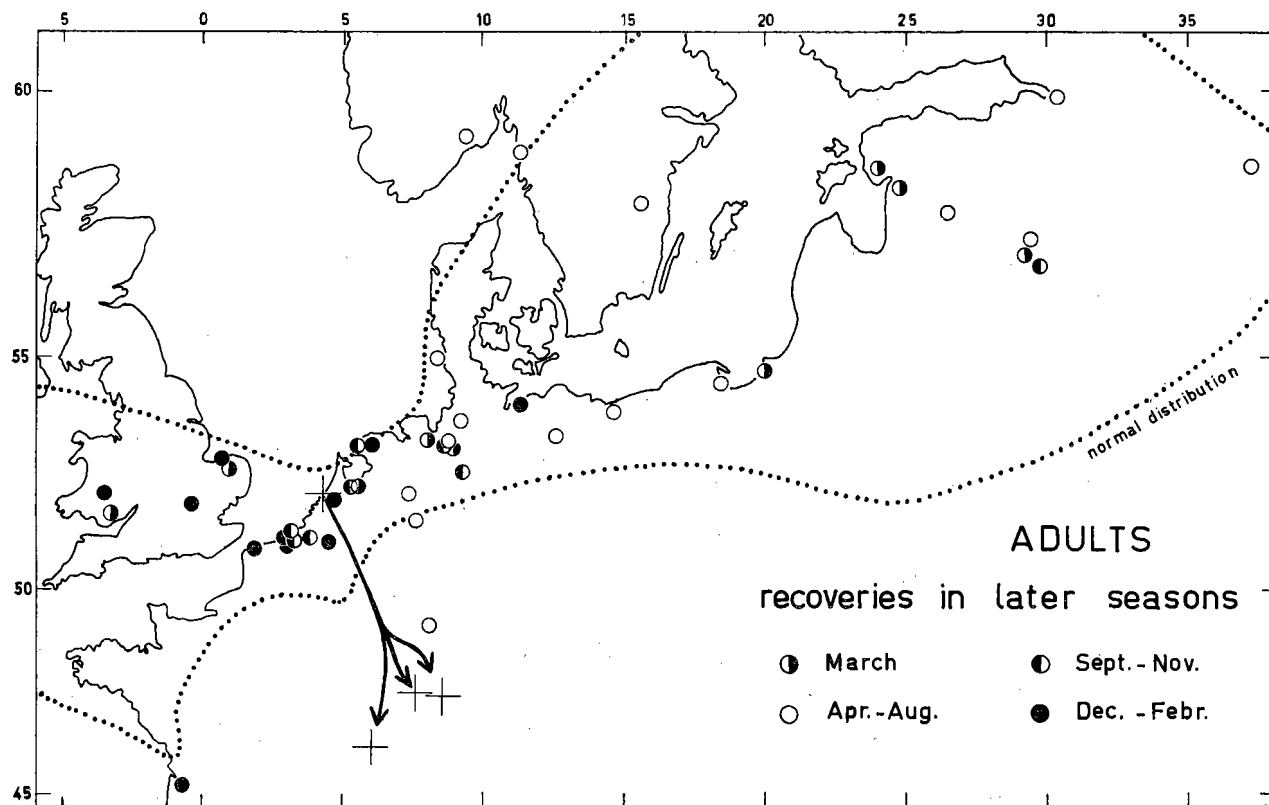 5 0 5 10 15 20 25 30 35
60
55
50
45
normal distribution
ADULTS
recoveries in later seasons
March
Sept.-Nov.
Apr.-Aug.
Dec. - Febr.